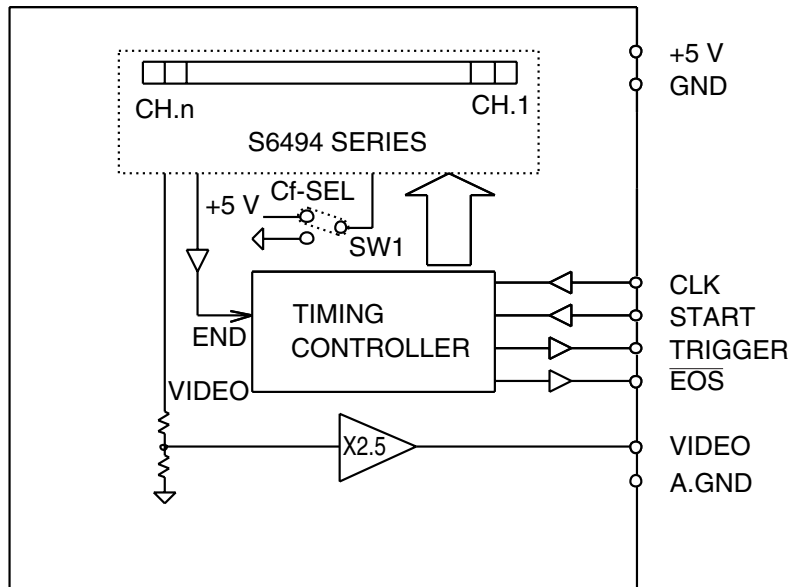 +5 V
GND
CH.n
CH.1
S6494 SERIES
Cf-SEL
+5 V
SW1
CLK
TIMING
CONTROLLER
START
END
TRIGGER
EOS
VIDEO
X2.5
VIDEO
A.GND